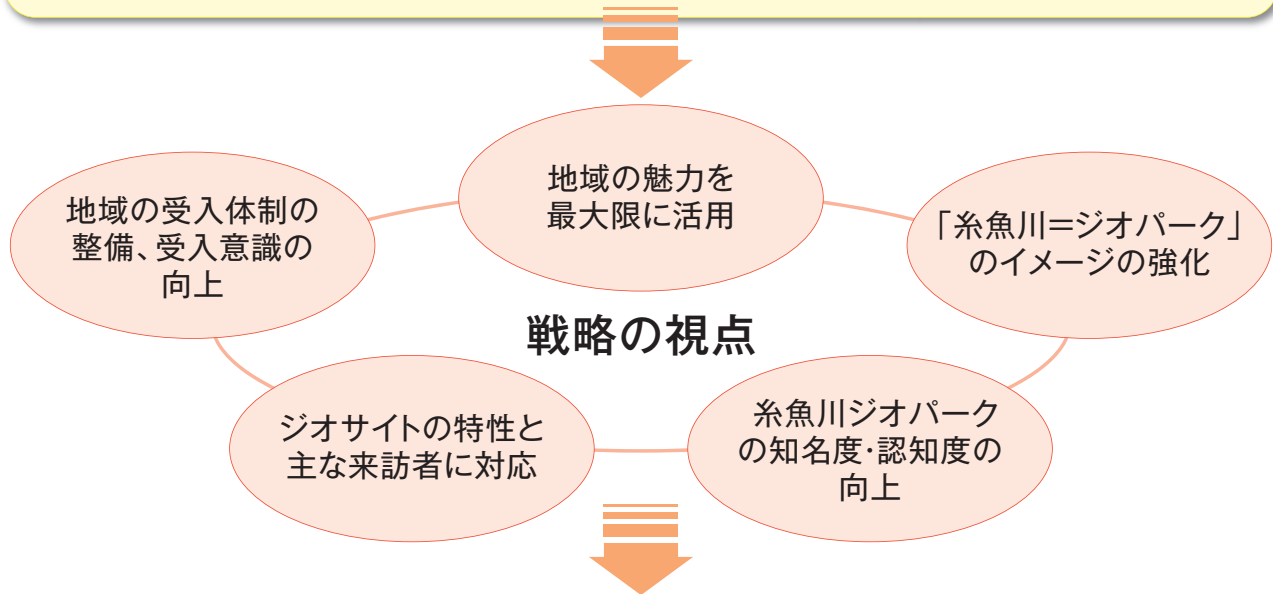 地域の魅力を
最大限に活用
地域の受入体制の
整備、受入意識の
向上
「糸魚川＝ジオパーク」
のイメージの強化
戦略の視点
ジオサイトの特性と
主な来訪者に対応
糸魚川ジオパーク
の知名度・認知度の
向上